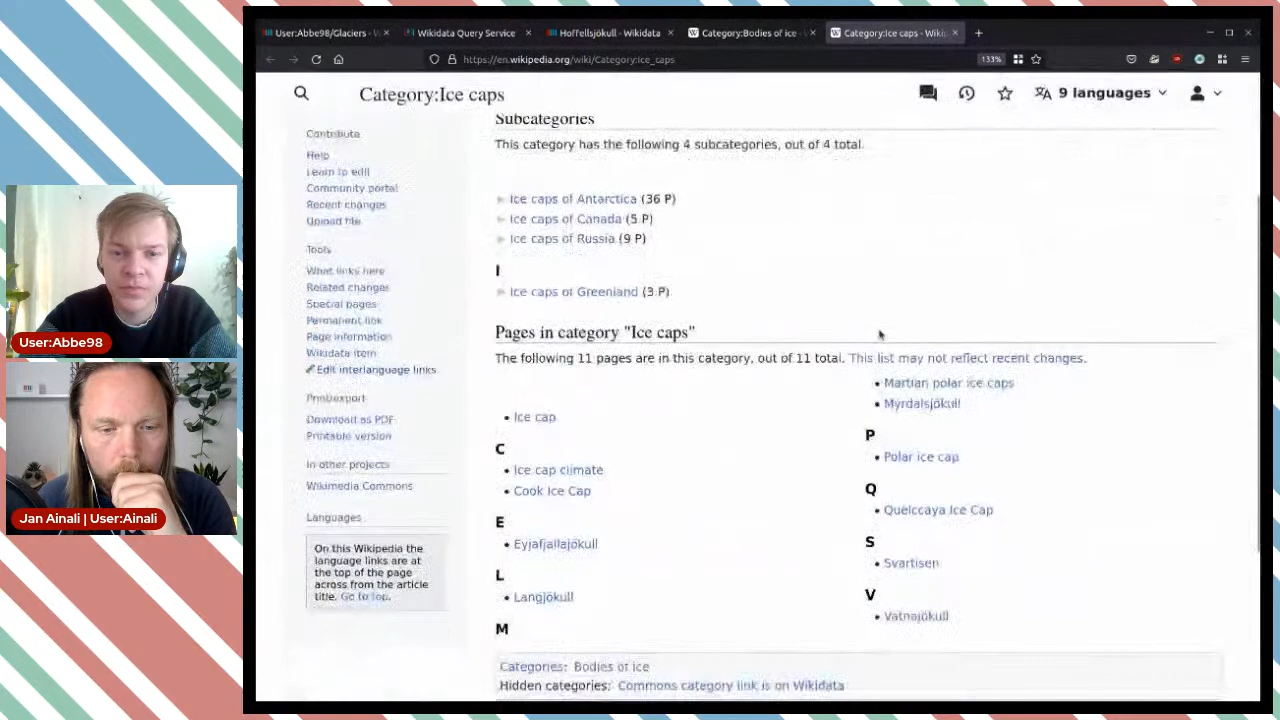 User:Abbe98/Glaciers - W
Wikidata Query Service
Hoffellsjökull - Wikidata
Category:Bodies of ice -
Category:Ice caps - Wikip
https://en.wikipedia.org/wiki/Category:Ice_caps
133%
Category:Ice caps
9 languages
Contribute
Help
Learn to edit
Community portal
Recent changes
Upload file
Tools
What links here
Related changes
Special pages
Permanent link
Page information
Wikidata item
Edit interlanguage links
Print/export
Download as PDF
Printable version
In other projects
Wikimedia Commons
Languages
On this Wikipedia the
language links are at
the top of the page
across from the article
title. Go to top.
Subcategories
This category has the following 4 subcategories, out of 4 total.
Ice caps of Antarctica (36 P)
Ice caps of Canada (5 P)
Ice caps of Russia (9 P)
I
Ice caps of Greenland (3 P)
Pages in category "Ice caps"
The following 11 pages are in this category, out of 11 total. This list may not reflect recent changes.
• Ice cap
C
• Ice cap climate
• Cook Ice Cap
E
• Eyjafjallajökull
L
• Langjökull
M
• Martian polar ice caps
• Mýrdalsjökull
P
• Polar ice cap
Q
• Quelccaya Ice Cap
S
• Svartisen
V
• Vatnajökull
Categories: Bodies of ice
Hidden categories: Commons category link is on Wikidata
User:Abbe98
Jan Ainali | User:Ainali